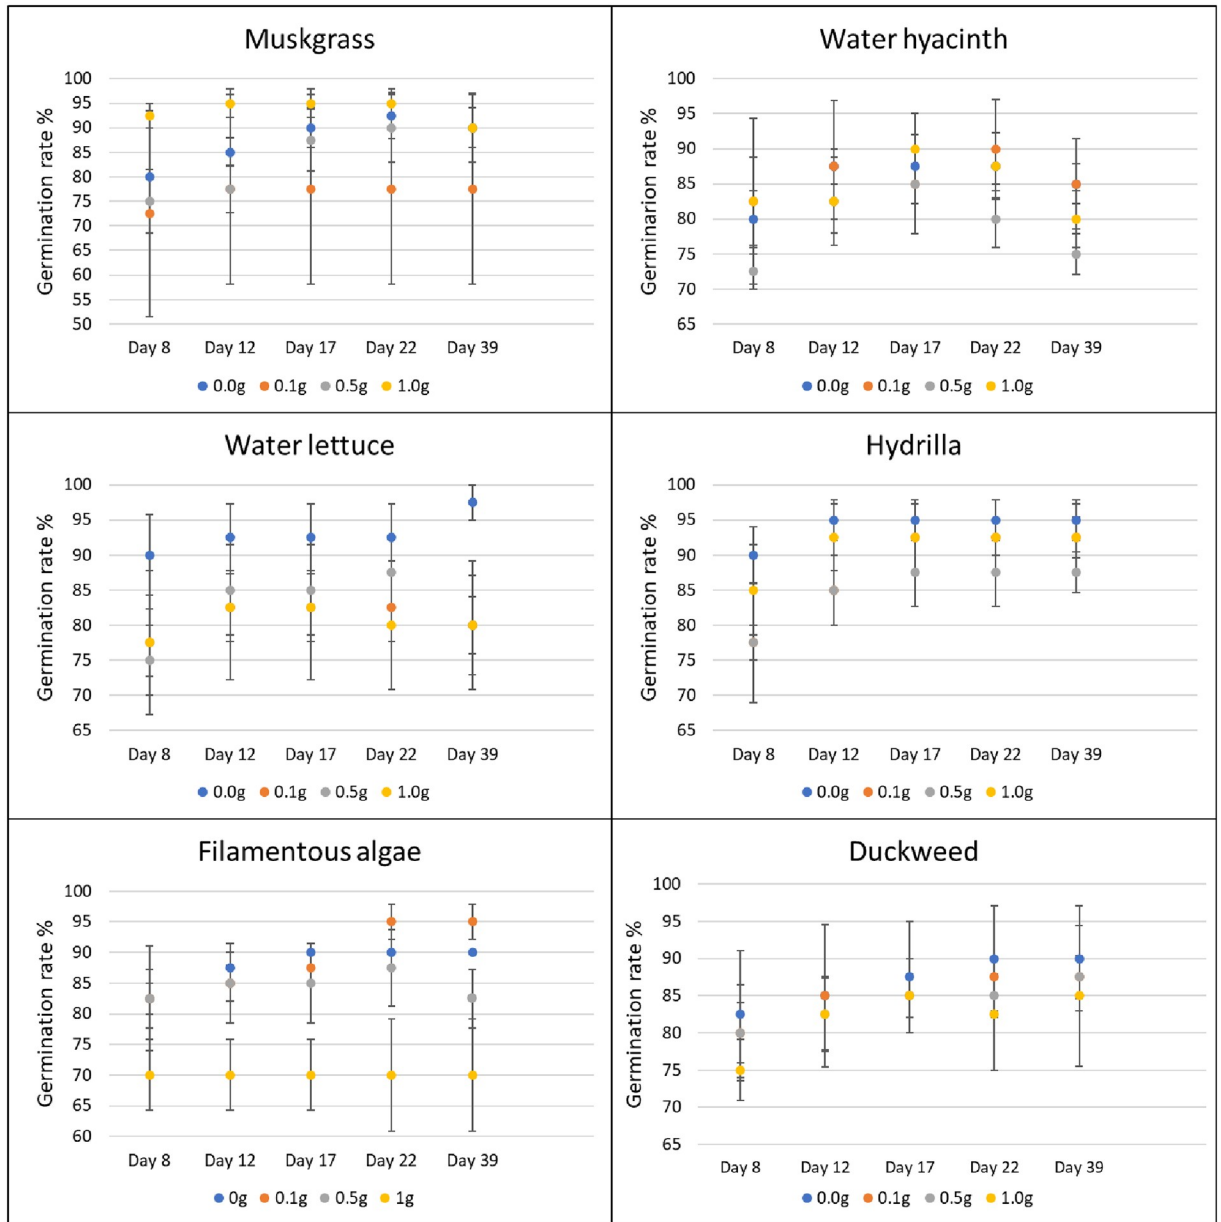 Muskgrass
Germination rate %
100
95
90
85
80
75
70
65
60
55
50
Day 8 Day 12 Day 17 Day 22 Day 39
0.0g 0.1g 0.5g 1.0g
Water hyacinth
Germinarion rate %
100
95
90
85
80
75
70
65
Day 8 Day 12 Day 17 Day 22 Day 39
0.0g 0.1g 0.5g 1.0g
Water lettuce
Germination rate %
100
95
90
85
80
75
70
65
Day 8 Day 12 Day 17 Day 22 Day 39
0.0g 0.1g 0.5g 1.0g
Hydrilla
Germination rate %
100
95
90
85
80
75
70
65
Day 8 Day 12 Day 17 Day 22 Day 39
0.0g 0.1g 0.5g 1.0g
Filamentous algae
Germination rate %
100
95
90
85
80
75
70
65
60
Day 8 Day 12 Day 17 Day 22 Day 39
0g 0.1g 0.5g 1g
Duckweed
Germination rate %
100
95
90
85
80
75
70
65
Day 8 Day 12 Day 17 Day 22 Day 39
0.0g 0.1g 0.5g 1.0g